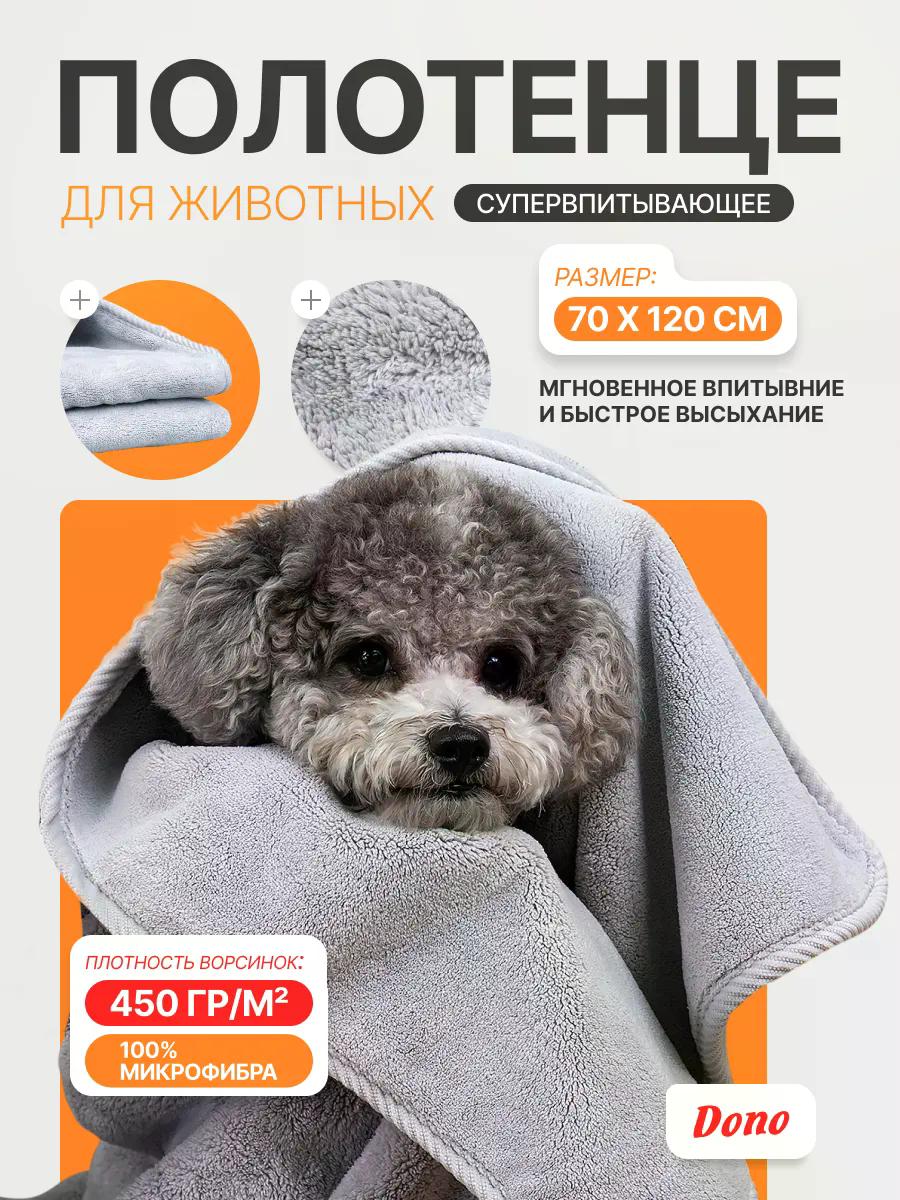 ПОЛОТЕНЦЕ
ДЛЯ ЖИВОТНЫХ
СУПЕРВПИТЫВАЮЩЕЕ
РАЗМЕР:
70 X 120 СМ
МГНОВЕННОЕ ВПИТЫВНИЕ
И БЫСТРОЕ ВЫСЫХАНИЕ
ПЛОТНОСТЬ ВОРСИНОК:
450 ГР/М²
100%
МИКРОФИБРА
Dono